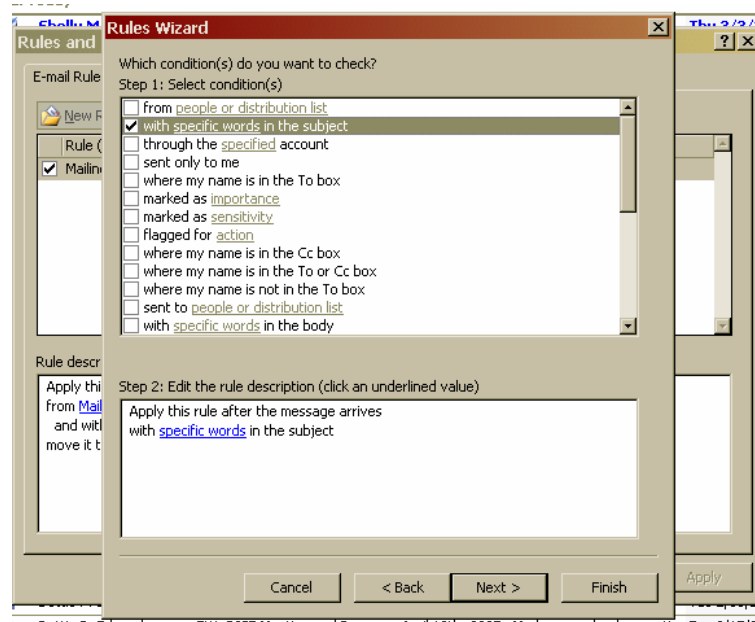 Rules Wizard
Rules and
E-mail Rule
New R
Rule (
Mailin
Rule descr
Apply thi
from Mail
and with
move it t
Which condition(s) do you want to check?
Step 1: Select condition(s)
from people or distribution list
with specific words in the subject
through the specified account
sent only to me
where my name is in the To box
marked as importance
marked as sensitivity
flagged for action
where my name is in the Cc box
where my name is in the To or Cc box
where my name is not in the To box
sent to people or distribution list
with specific words in the body
Step 2: Edit the rule description (click an underlined value)
Apply this rule after the message arrives
with specific words in the subject
Cancel
< Back
Next >
Finish
Apply